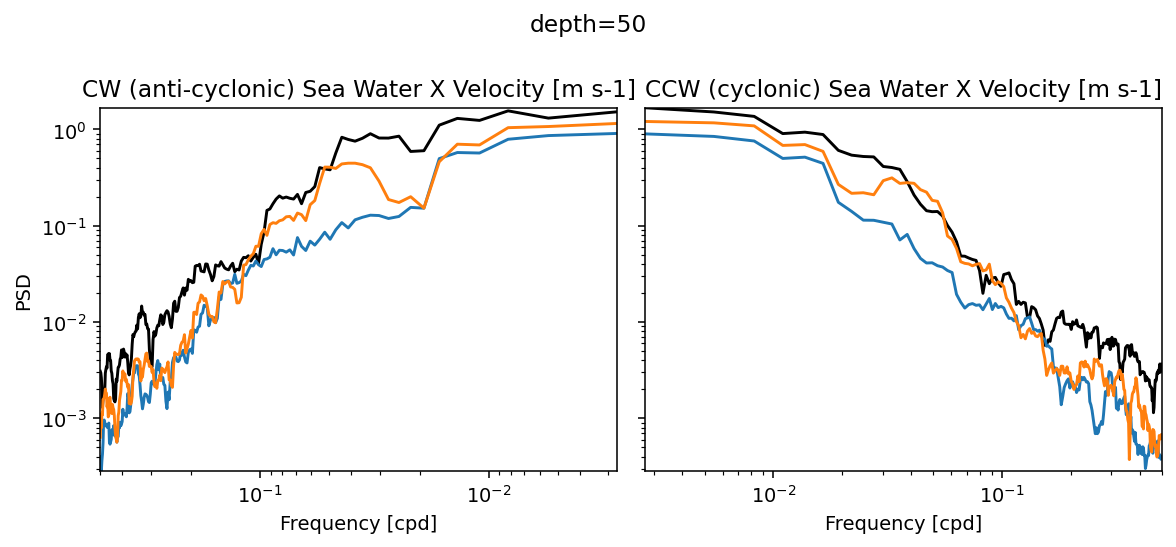 depth=50
CW (anti-cyclonic) Sea Water X Velocity [m s-1]
CCW (cyclonic) Sea Water X Velocity [m s-1]
PSD
10⁰
10⁻¹
10⁻²
10⁻³
10⁻¹
10⁻²
Frequency [cpd]
10⁻²
10⁻¹
Frequency [cpd]